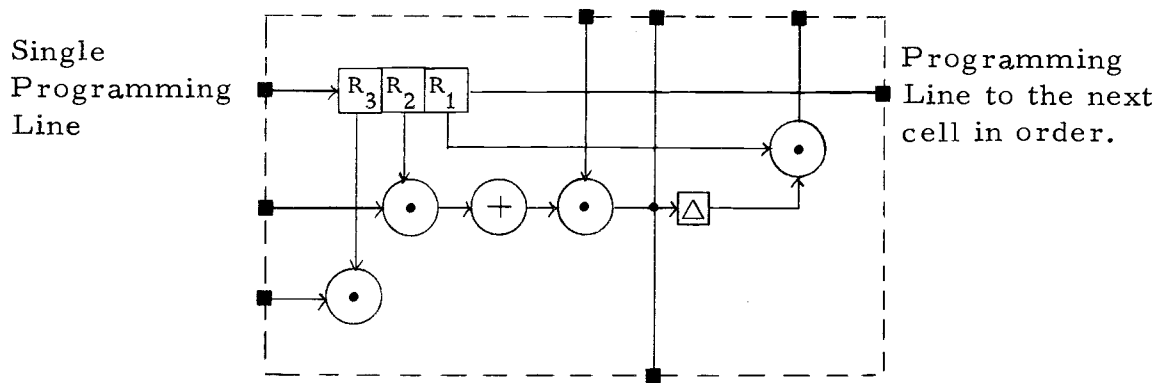 Single
Programming
Line
R3 R2 R1
Programming
Line to the next
cell in order.
• + •
Δ
•
•